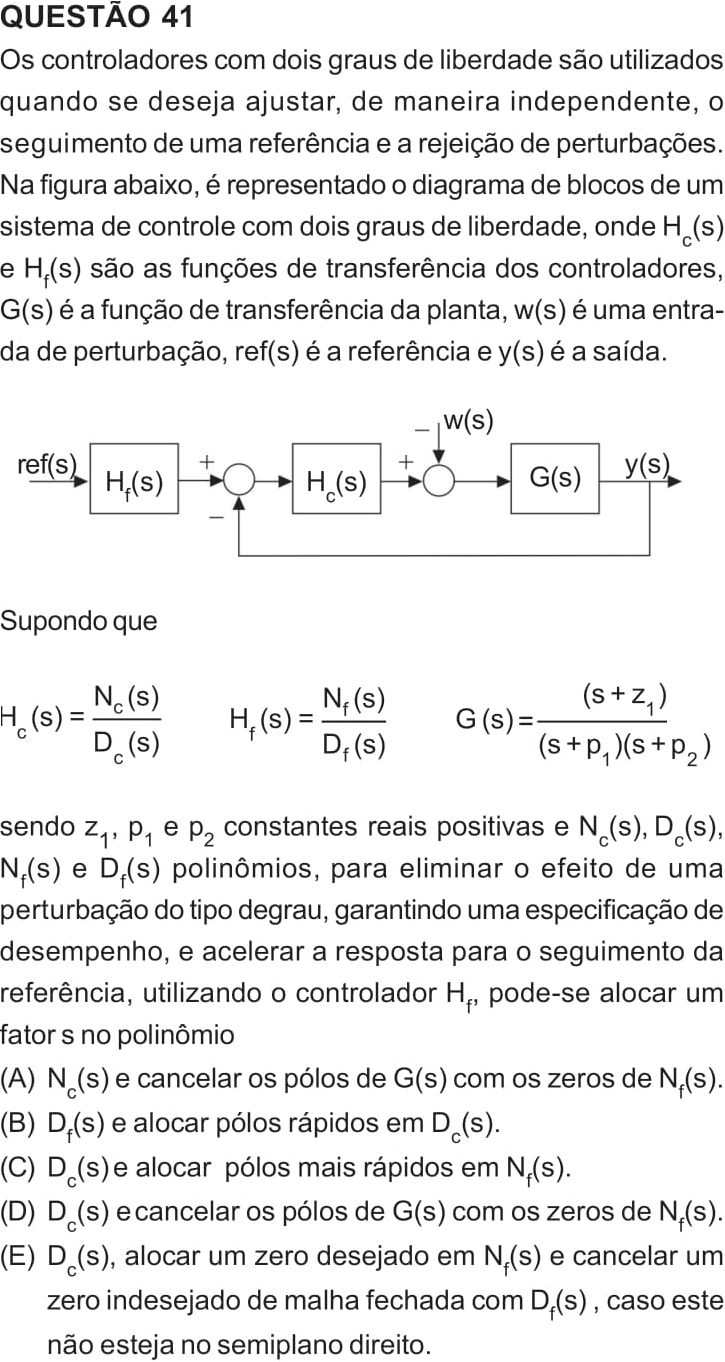 QUESTÃO 41
Os controladores com dois graus de liberdade são utilizados
quando se deseja ajustar, de maneira independente, o
seguimento de uma referência e a rejeição de perturbações.
Na figura abaixo, é representado o diagrama de blocos de um
sistema de controle com dois graus de liberdade, onde H_c(s)
e H_f(s) são as funções de transferência dos controladores,
G(s) é a função de transferência da planta, w(s) é uma entra-
da de perturbação, ref(s) é a referência e y(s) é a saída.
− w(s)
ref(s) H_f(s) + − H_c(s) + G(s) y(s)
Supondo que
H_c(s) = N_c(s) / D_c(s) H_f(s) = N_f(s) / D_f(s) G(s) = (s + z_1) / (s + p_1)(s + p_2)
sendo z_1, p_1 e p_2 constantes reais positivas e N_c(s), D_c(s),
N_f(s) e D_f(s) polinômios, para eliminar o efeito de uma
perturbação do tipo degrau, garantindo uma especificação de
desempenho, e acelerar a resposta para o seguimento da
referência, utilizando o controlador H_f, pode-se alocar um
fator s no polinômio
(A) N_c(s) e cancelar os pólos de G(s) com os zeros de N_f(s).
(B) D_f(s) e alocar pólos rápidos em D_c(s).
(C) D_c(s) e alocar pólos mais rápidos em N_f(s).
(D) D_c(s) e cancelar os pólos de G(s) com os zeros de N_f(s).
(E) D_c(s), alocar um zero desejado em N_f(s) e cancelar um
zero indesejado de malha fechada com D_f(s) , caso este
não esteja no semiplano direito.